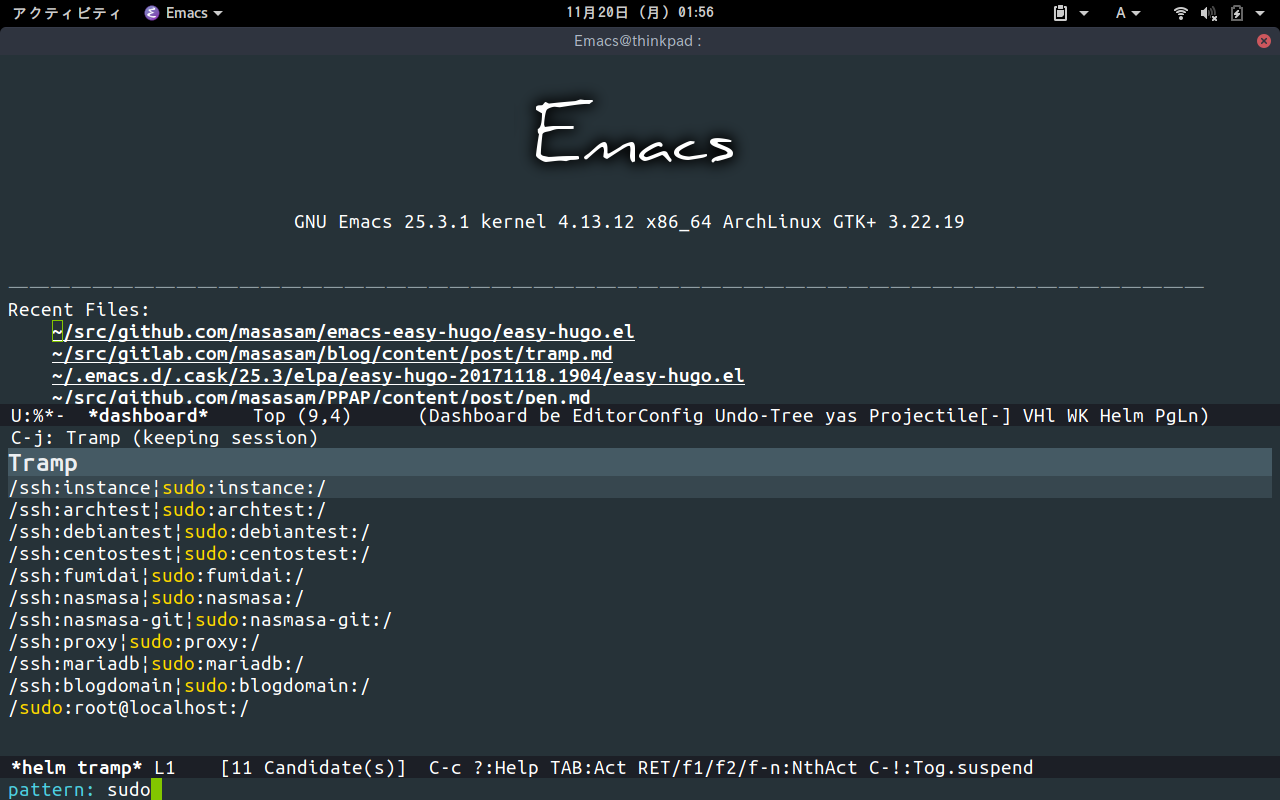 アクティビティ Emacs 11月20日 (月) 01:56 A
Emacs@thinkpad :
Emacs
GNU Emacs 25.3.1 kernel 4.13.12 x86_64 ArchLinux GTK+ 3.22.19
Recent Files:
~/src/github.com/masasam/emacs-easy-hugo/easy-hugo.el
~/src/gitlab.com/masasam/blog/content/post/tramp.md
~/.emacs.d/.cask/25.3/elpa/easy-hugo-20171118.1904/easy-hugo.el
~/src/github.com/masasam/PPAP/content/post/pen.md
U:%*- *dashboard* Top (9,4) (Dashboard be EditorConfig Undo-Tree yas Projectile[-] VHl WK Helm PgLn)
C-j: Tramp (keeping session)
Tramp
/ssh:instance¦sudo:instance:/
/ssh:archtest¦sudo:archtest:/
/ssh:debiantest¦sudo:debiantest:/
/ssh:centostest¦sudo:centostest:/
/ssh:fumidai¦sudo:fumidai:/
/ssh:nasmasa¦sudo:nasmasa:/
/ssh:nasmasa-git¦sudo:nasmasa-git:/
/ssh:proxy¦sudo:proxy:/
/ssh:mariadb¦sudo:mariadb:/
/ssh:blogdomain¦sudo:blogdomain:/
/sudo:root@localhost:/
*helm tramp* L1 [11 Candidate(s)] C-c ?:Help TAB:Act RET/f1/f2/f-n:NthAct C-!:Tog.suspend
pattern: sudo